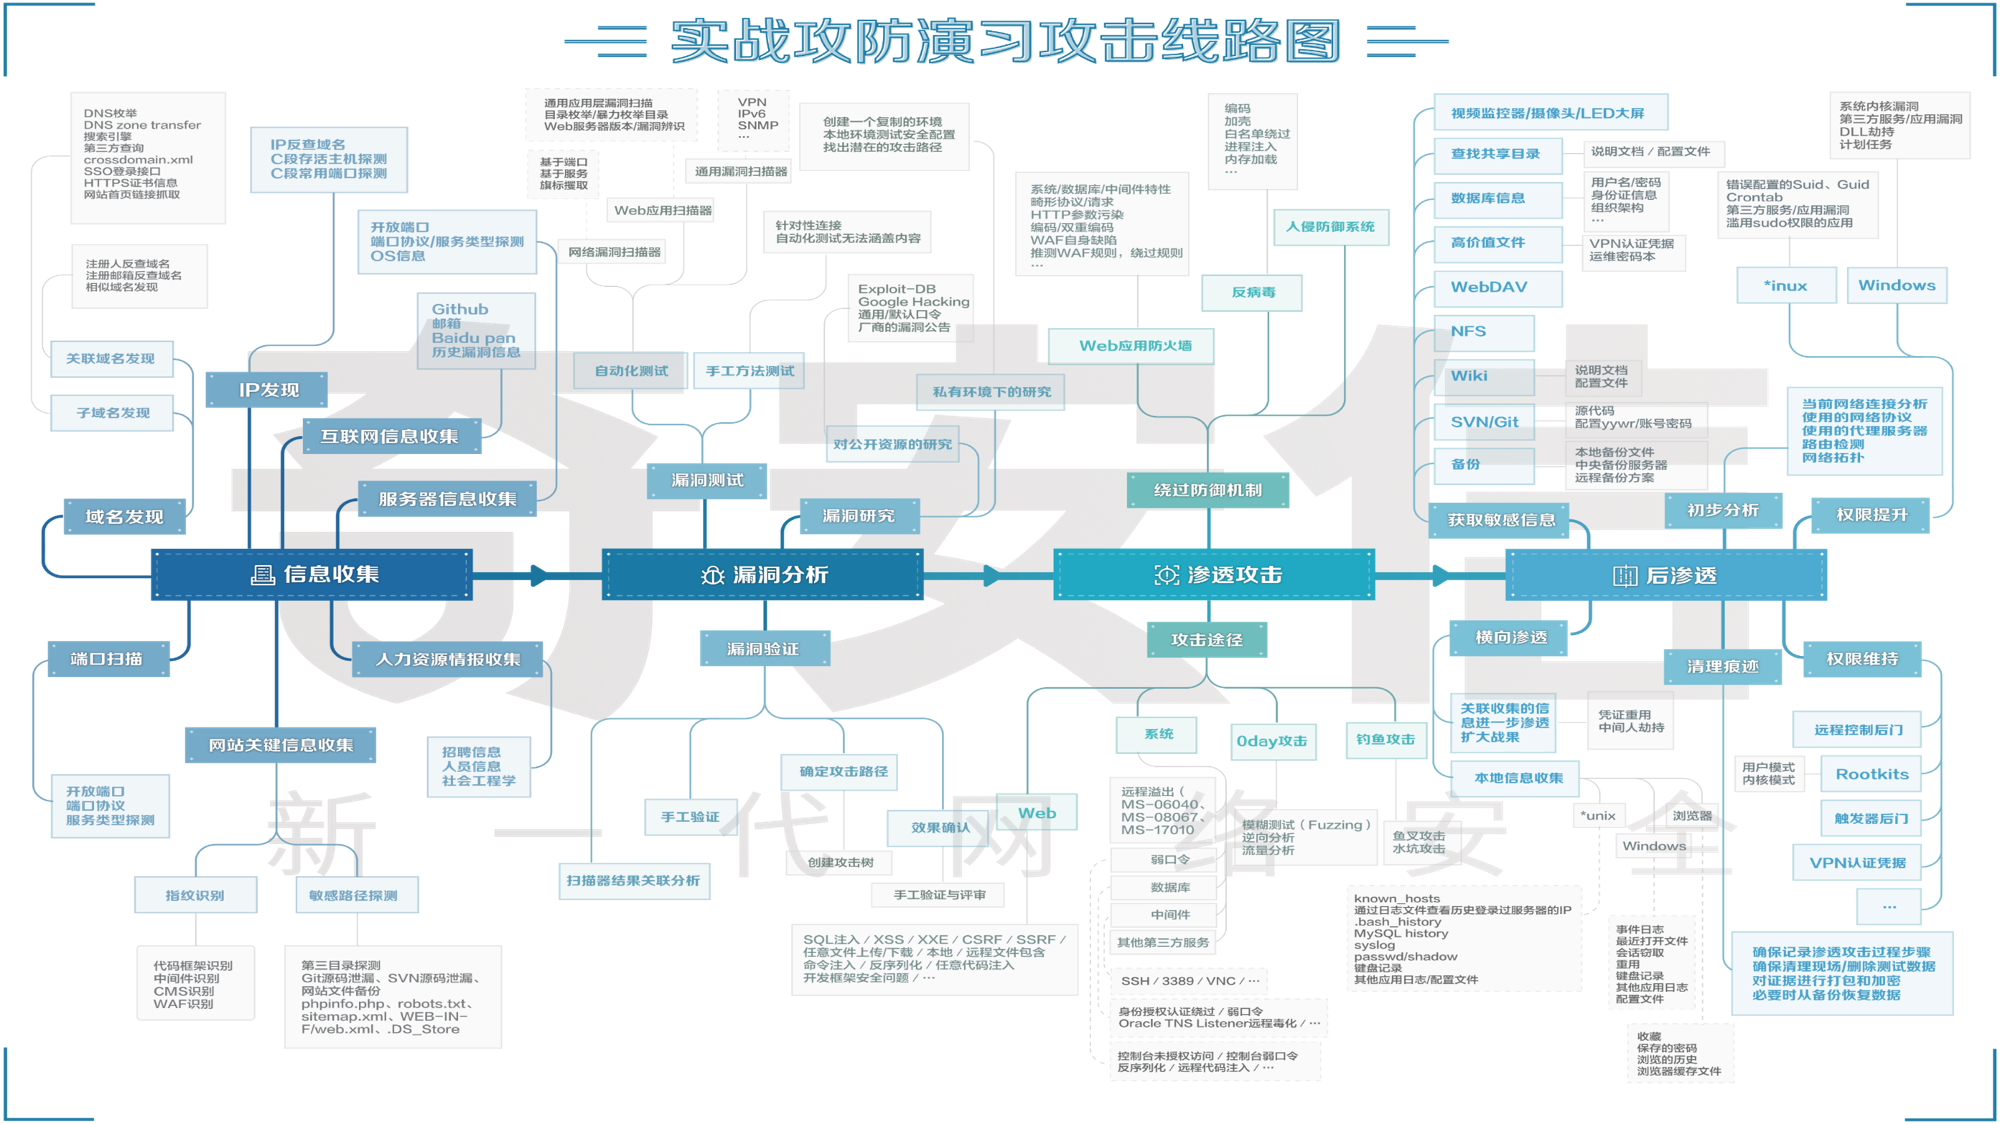 实战攻防演习攻击线路图
DNS枚举
DNS zone transfer
搜索引擎
第三方查询
crossdomain.xml
SSO登录接口
HTTPS证书信息
网站首页链接抓取
注册人反查域名
注册邮箱反查域名
相似域名发现
关联域名发现
子域名发现
域名发现
IP反查域名
C段存活主机探测
C段常用端口探测
IP发现
开放端口
端口协议/服务类型探测
OS信息
Github
邮箱
Baidu pan
历史漏洞信息
互联网信息收集
服务器信息收集
信息收集
端口扫描
开放端口
端口协议
服务类型探测
人力资源情报收集
招聘信息
人员信息
社会工程学
网站关键信息收集
指纹识别
敏感路径探测
代码框架识别
中间件识别
CMS识别
WAF识别
第三目录探测
Git源码泄漏、SVN源码泄漏、
网站文件备份
phpinfo.php、robots.txt、
sitemap.xml、WEB-IN-
F/web.xml、.DS_Store
通用应用层漏洞扫描
目录枚举/暴力枚举目录
Web服务器版本/漏洞辨识
VPN
IPv6
SNMP
…
基于端口
基于服务
旗标攫取
通用漏洞扫描器
Web应用扫描器
网络漏洞扫描器
创建一个复制的环境
本地环境测试安全配置
找出潜在的攻击路径
针对性连接
自动化测试无法涵盖内容
Exploit-DB
Google Hacking
通用/默认口令
厂商的漏洞公告
自动化测试
手工方法测试
私有环境下的研究
对公开资源的研究
漏洞测试
漏洞研究
漏洞分析
漏洞验证
确定攻击路径
手工验证
效果确认
扫描器结果关联分析
创建攻击树
手工验证与评审
编码
加壳
白名单绕过
进程注入
内存加载
…
系统/数据库/中间件特性
畸形协议/请求
HTTP参数污染
编码/双重编码
WAF自身缺陷
推测WAF规则，绕过规则
…
入侵防御系统
反病毒
Web应用防火墙
绕过防御机制
渗透攻击
攻击途径
系统
0day攻击
钓鱼攻击
Web
远程溢出（
MS-06040、
MS-08067、
MS-17010
弱口令
数据库
中间件
其他第三方服务
模糊测试（Fuzzing）
逆向分析
流量分析
鱼叉攻击
水坑攻击
SQL注入 / XSS / XXE / CSRF / SSRF /
任意文件上传/下载 / 本地 / 远程文件包含
命令注入 / 反序列化 / 任意代码注入
开发框架安全问题 / …
SSH / 3389 / VNC / …
身份授权认证绕过 / 弱口令
Oracle TNS Listener远程毒化 / …
控制台未授权访问 / 控制台弱口令
反序列化 / 远程代码注入 / …
视频监控器/摄像头/LED大屏
查找共享目录
说明文档 / 配置文件
数据库信息
用户名/密码
身份证信息
组织架构
…
高价值文件
VPN认证凭据
运维密码本
WebDAV
NFS
Wiki
说明文档
配置文件
SVN/Git
源代码
配置yywr/账号密码
备份
本地备份文件
中央备份服务器
远程备份方案
获取敏感信息
系统内核漏洞
第三方服务/应用漏洞
DLL劫持
计划任务
错误配置的Suid、Guid
Crontab
第三方服务/应用漏洞
滥用sudo权限的应用
*inux
Windows
当前网络连接分析
使用的网络协议
使用的代理服务器
路由检测
网络拓扑
初步分析
权限提升
后渗透
横向渗透
清理痕迹
权限维持
关联收集的信
息进一步渗透
扩大战果
凭证重用
中间人劫持
本地信息收集
*unix
浏览器
Windows
known_hosts
通过日志文件查看历史登录过服务器的IP
.bash_history
MySQL history
syslog
passwd/shadow
键盘记录
其他应用日志/配置文件
事件日志
最近打开文件
会话窃取
重用
键盘记录
其他应用日志
配置文件
收藏
保存的密码
浏览的历史
浏览器缓存文件
远程控制后门
用户模式
内核模式
Rootkits
触发器后门
VPN认证凭据
…
确保记录渗透攻击过程步骤
确保清理现场/删除测试数据
对证据进行打包和加密
必要时从备份恢复数据
奇安信
新一代网络安全